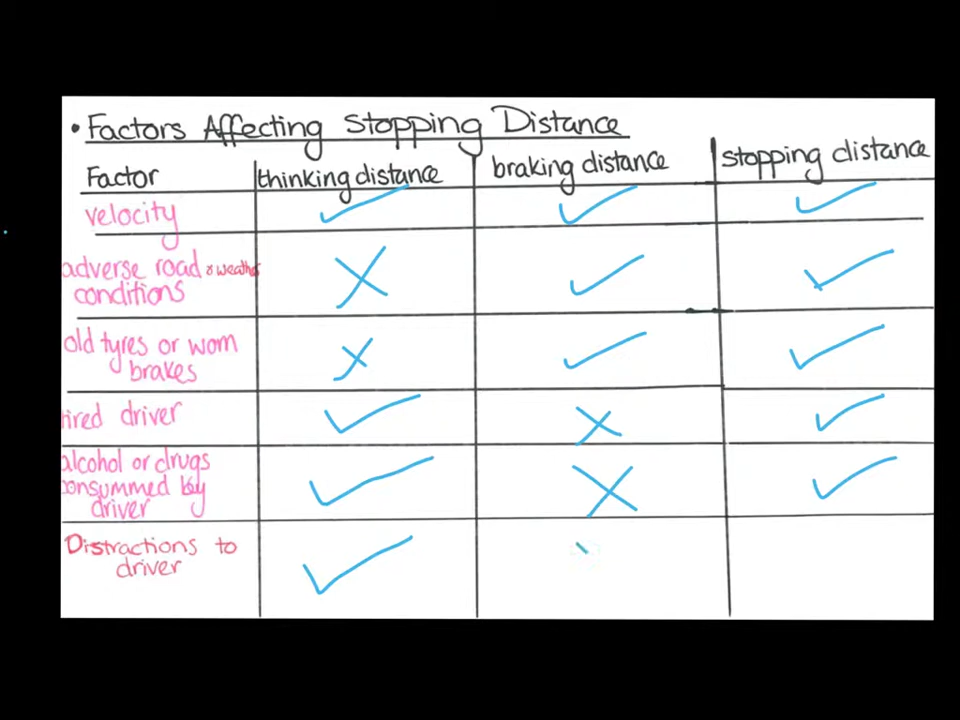 • Factors Affecting Stopping Distance
Factor thinking distance braking distance stopping distance
velocity ✓ ✓ ✓
adverse road & weather
conditions ✗ ✓ ✓
old tyres or worn
brakes ✗ ✓ ✓
tired driver ✓ ✗ ✓
alcohol or drugs
consummed by
driver ✓ ✗ ✓
Distractions to
driver ✓